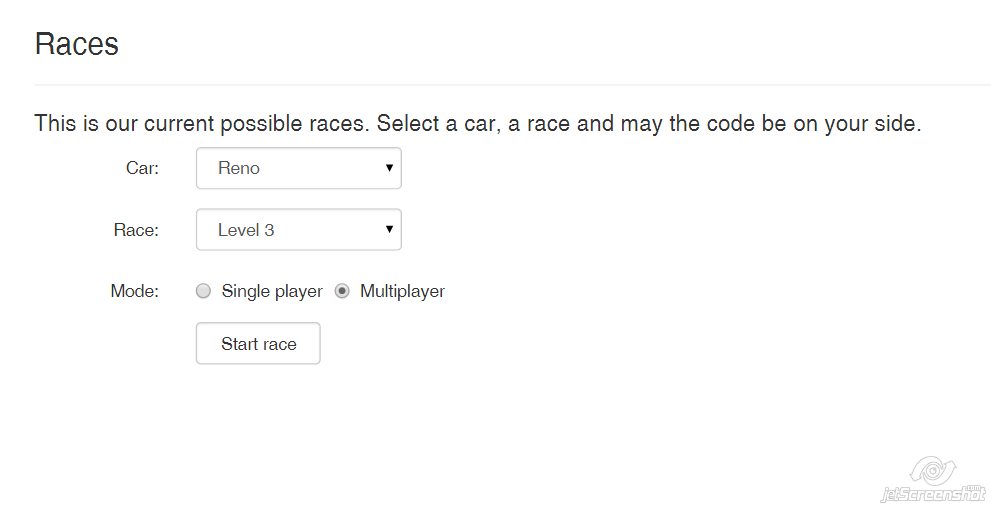 Races
This is our current possible races. Select a car, a race and may the code be on your side.
Car: Reno
Race: Level 3
Mode: Single player Multiplayer
Start race
jetScreenshot.com